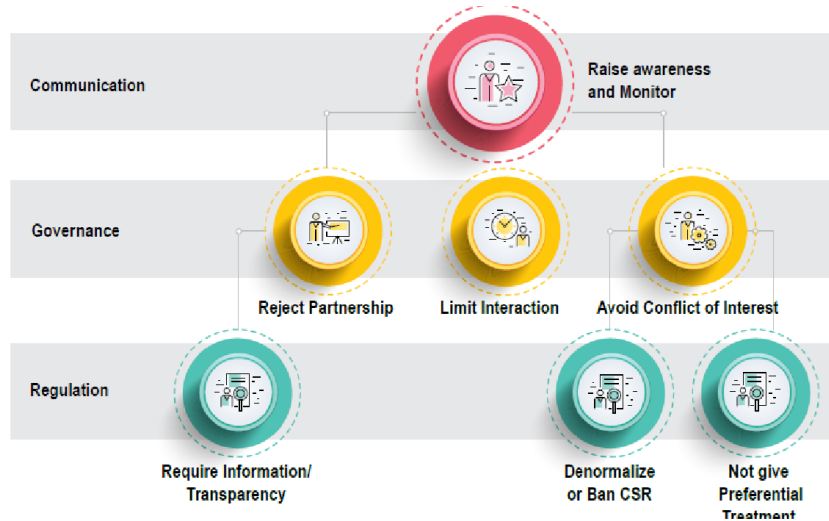 Communication
Raise awareness
and Monitor
Governance
Reject Partnership
Limit Interaction
Avoid Conflict of Interest
Regulation
Require Information/
Transparency
Denormalize
or Ban CSR
Not give
Preferential
Treatment